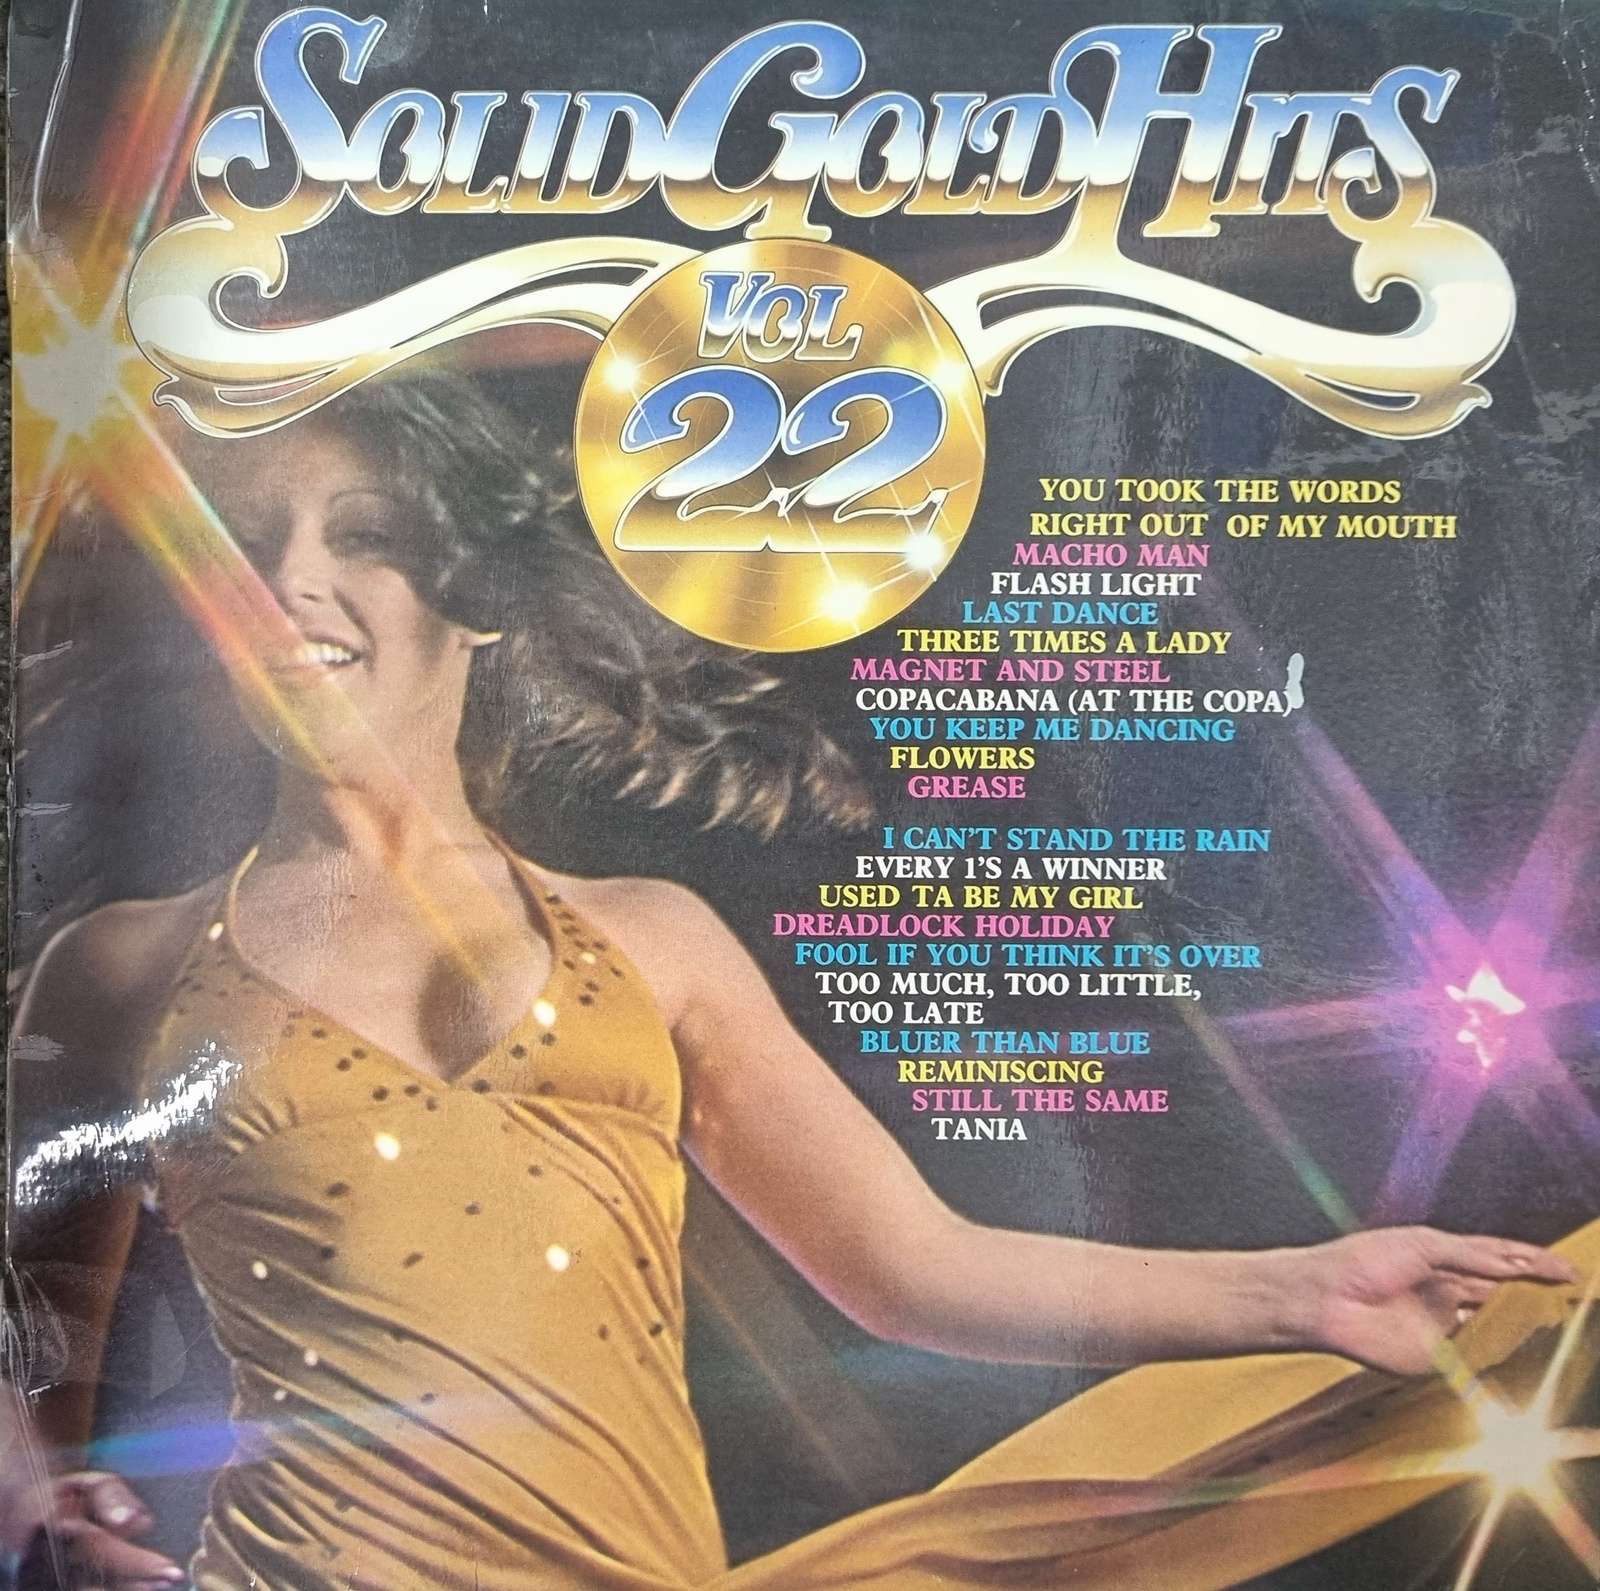 SOLID GOLD HITS
VOL
22
YOU TOOK THE WORDS
RIGHT OUT OF MY MOUTH
MACHO MAN
FLASH LIGHT
LAST DANCE
THREE TIMES A LADY
MAGNET AND STEEL
COPACABANA (AT THE COPA)
YOU KEEP ME DANCING
FLOWERS
GREASE
I CAN'T STAND THE RAIN
EVERY 1'S A WINNER
USED TA BE MY GIRL
DREADLOCK HOLIDAY
FOOL IF YOU THINK IT'S OVER
TOO MUCH, TOO LITTLE,
TOO LATE
BLUER THAN BLUE
REMINISCING
STILL THE SAME
TANIA